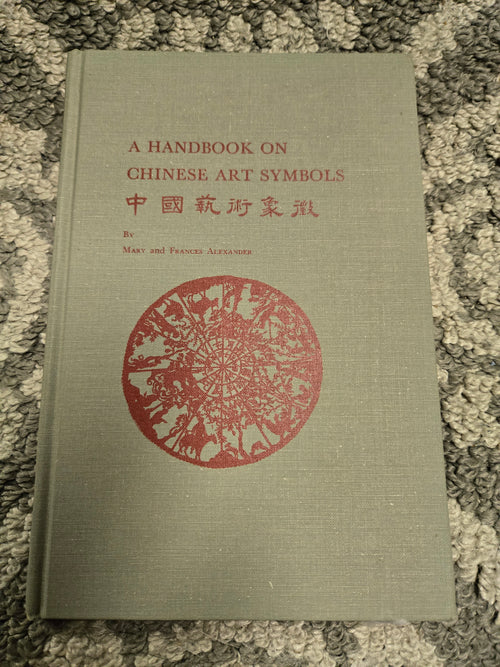 A HANDBOOK ON
CHINESE ART SYMBOLS
中國藝術象徵
BY
MARY and FRANCES ALEXANDER